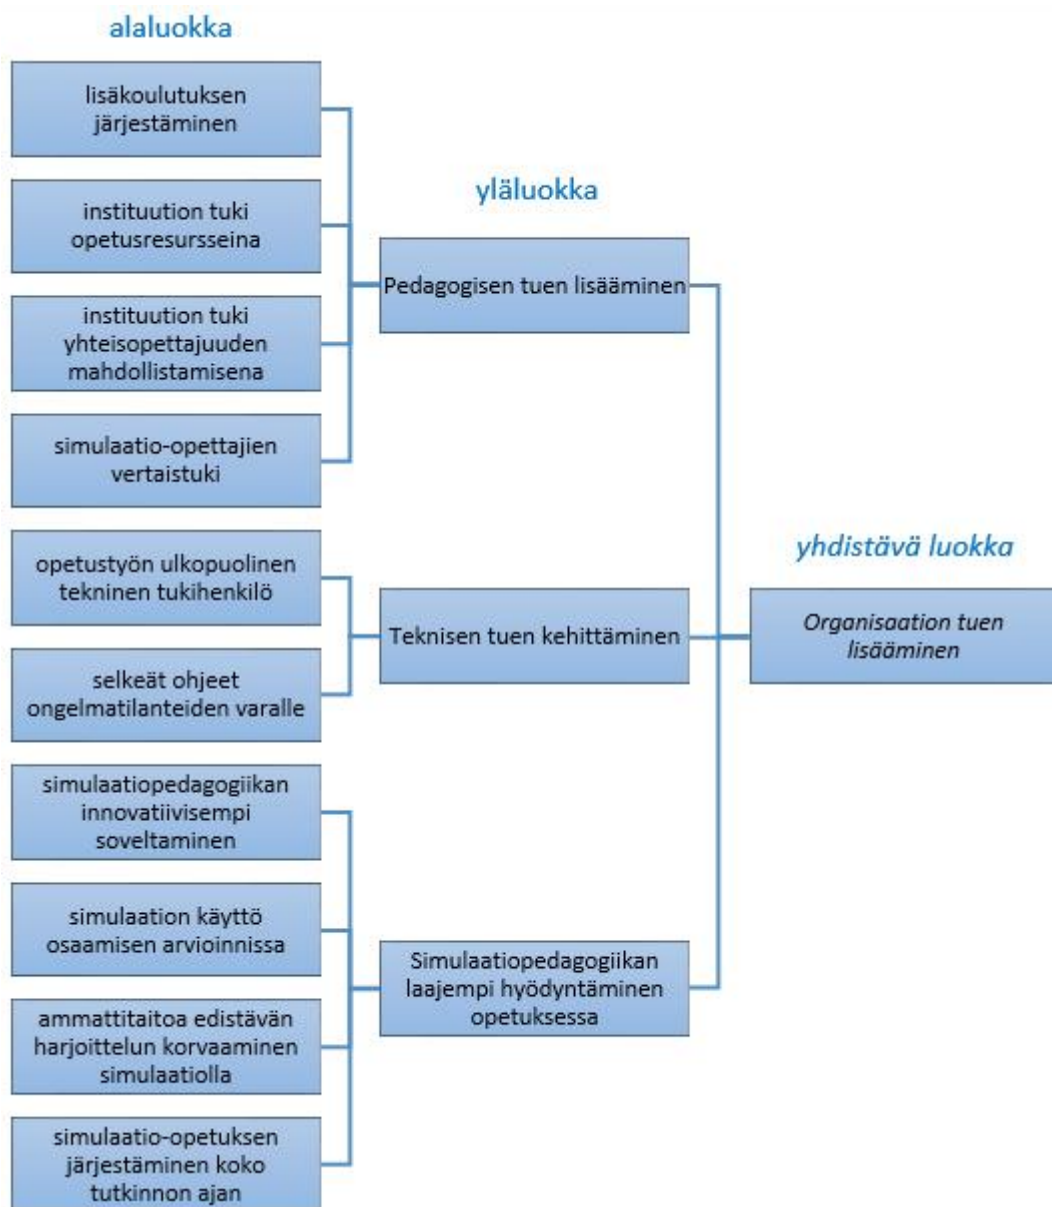 alaluokka
lisäkoulutuksen
järjestäminen
instituution tuki
opetusresursseina
instituution tuki
yhteisopettajuuden
mahdollistamisena
simulaatio-opettajien
vertaistuki
opetustyön ulkopuolinen
tekninen tukihenkilö
selkeät ohjeet
ongelmatilanteiden varalle
simulaatiopedagogiikan
innovatiivisempi
soveltaminen
simulaation käyttö
osaamisen arvioinnissa
ammattitaitoa edistävän
harjoittelun korvaaminen
simulaatiolla
simulaatio-opetuksen
järjestäminen koko
tutkinnon ajan
yläluokka
Pedagogisen tuen lisääminen
Teknisen tuen kehittäminen
Simulaatiopedagogiikan
laajempi hyödyntäminen
opetuksessa
yhdistävä luokka
Organisaation tuen
lisääminen